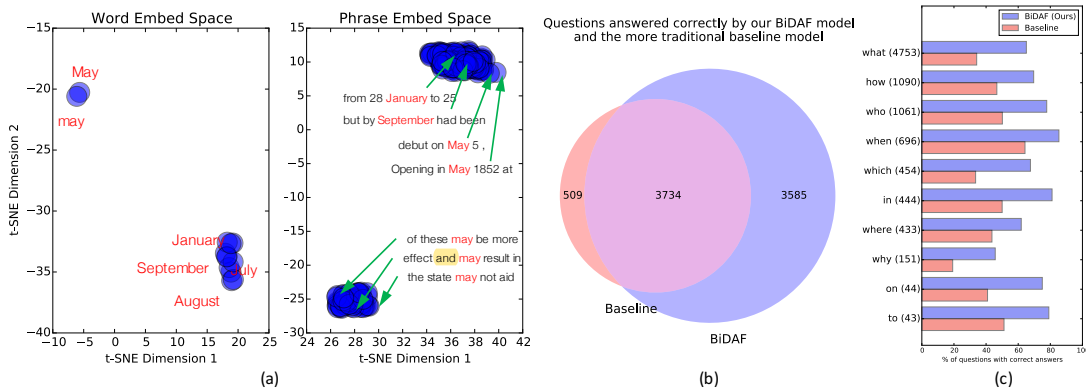 Word Embed Space
t-SNE Dimension 2
−15
−20
−25
−30
−35
−40
May
may
January
September
July
August
−10
−5
0
5
10
15
20
25
t-SNE Dimension 1
Phrase Embed Space
15
10
5
0
−5
−10
−15
−20
−25
−30
from 28 January to 25
but by September had been
debut on May 5 ,
Opening in May 1852 at
of these may be more
effect and may result in
the state may not aid
24
26
28
30
32
34
36
38
40
42
t-SNE Dimension 1
(a)
Questions answered correctly by our BiDAF model
and the more traditional baseline model
509
3734
3585
Baseline
BiDAF
(b)
BiDAF (Ours)
Baseline
what (4753)
how (1090)
who (1061)
when (696)
which (454)
in (444)
where (433)
why (151)
on (44)
to (43)
0
20
40
60
80
100
% of questions with correct answers
(c)